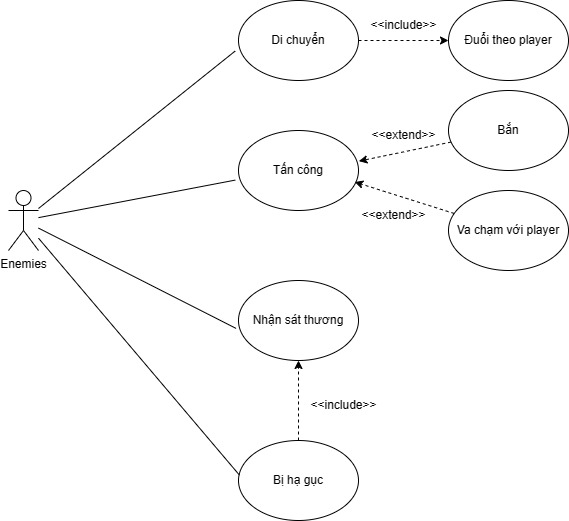 Di chuyển
<<include>>
Đuổi theo player
Tấn công
<<extend>>
Bắn
<<extend>>
Va chạm với player
Enemies
Nhận sát thương
<<include>>
Bị hạ gục